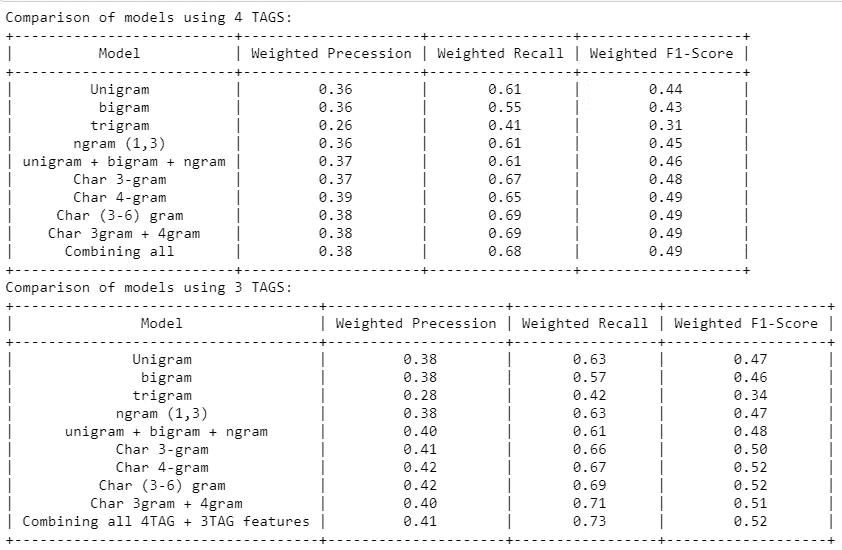 Comparison of models using 4 TAGS:
Model | Weighted Precession | Weighted Recall | Weighted F1-Score
Unigram | 0.36 | 0.61 | 0.44
bigram | 0.36 | 0.55 | 0.43
trigram | 0.26 | 0.41 | 0.31
ngram (1,3) | 0.36 | 0.61 | 0.45
unigram + bigram + ngram | 0.37 | 0.61 | 0.46
Char 3-gram | 0.37 | 0.67 | 0.48
Char 4-gram | 0.39 | 0.65 | 0.49
Char (3-6) gram | 0.38 | 0.69 | 0.49
Char 3gram + 4gram | 0.38 | 0.69 | 0.49
Combining all | 0.38 | 0.68 | 0.49
Comparison of models using 3 TAGS:
Model | Weighted Precession | Weighted Recall | Weighted F1-Score
Unigram | 0.38 | 0.63 | 0.47
bigram | 0.38 | 0.57 | 0.46
trigram | 0.28 | 0.42 | 0.34
ngram (1,3) | 0.38 | 0.63 | 0.47
unigram + bigram + ngram | 0.40 | 0.61 | 0.48
Char 3-gram | 0.41 | 0.66 | 0.50
Char 4-gram | 0.42 | 0.67 | 0.52
Char (3-6) gram | 0.42 | 0.69 | 0.52
Char 3gram + 4gram | 0.40 | 0.71 | 0.51
Combining all 4TAG + 3TAG features | 0.41 | 0.73 | 0.52